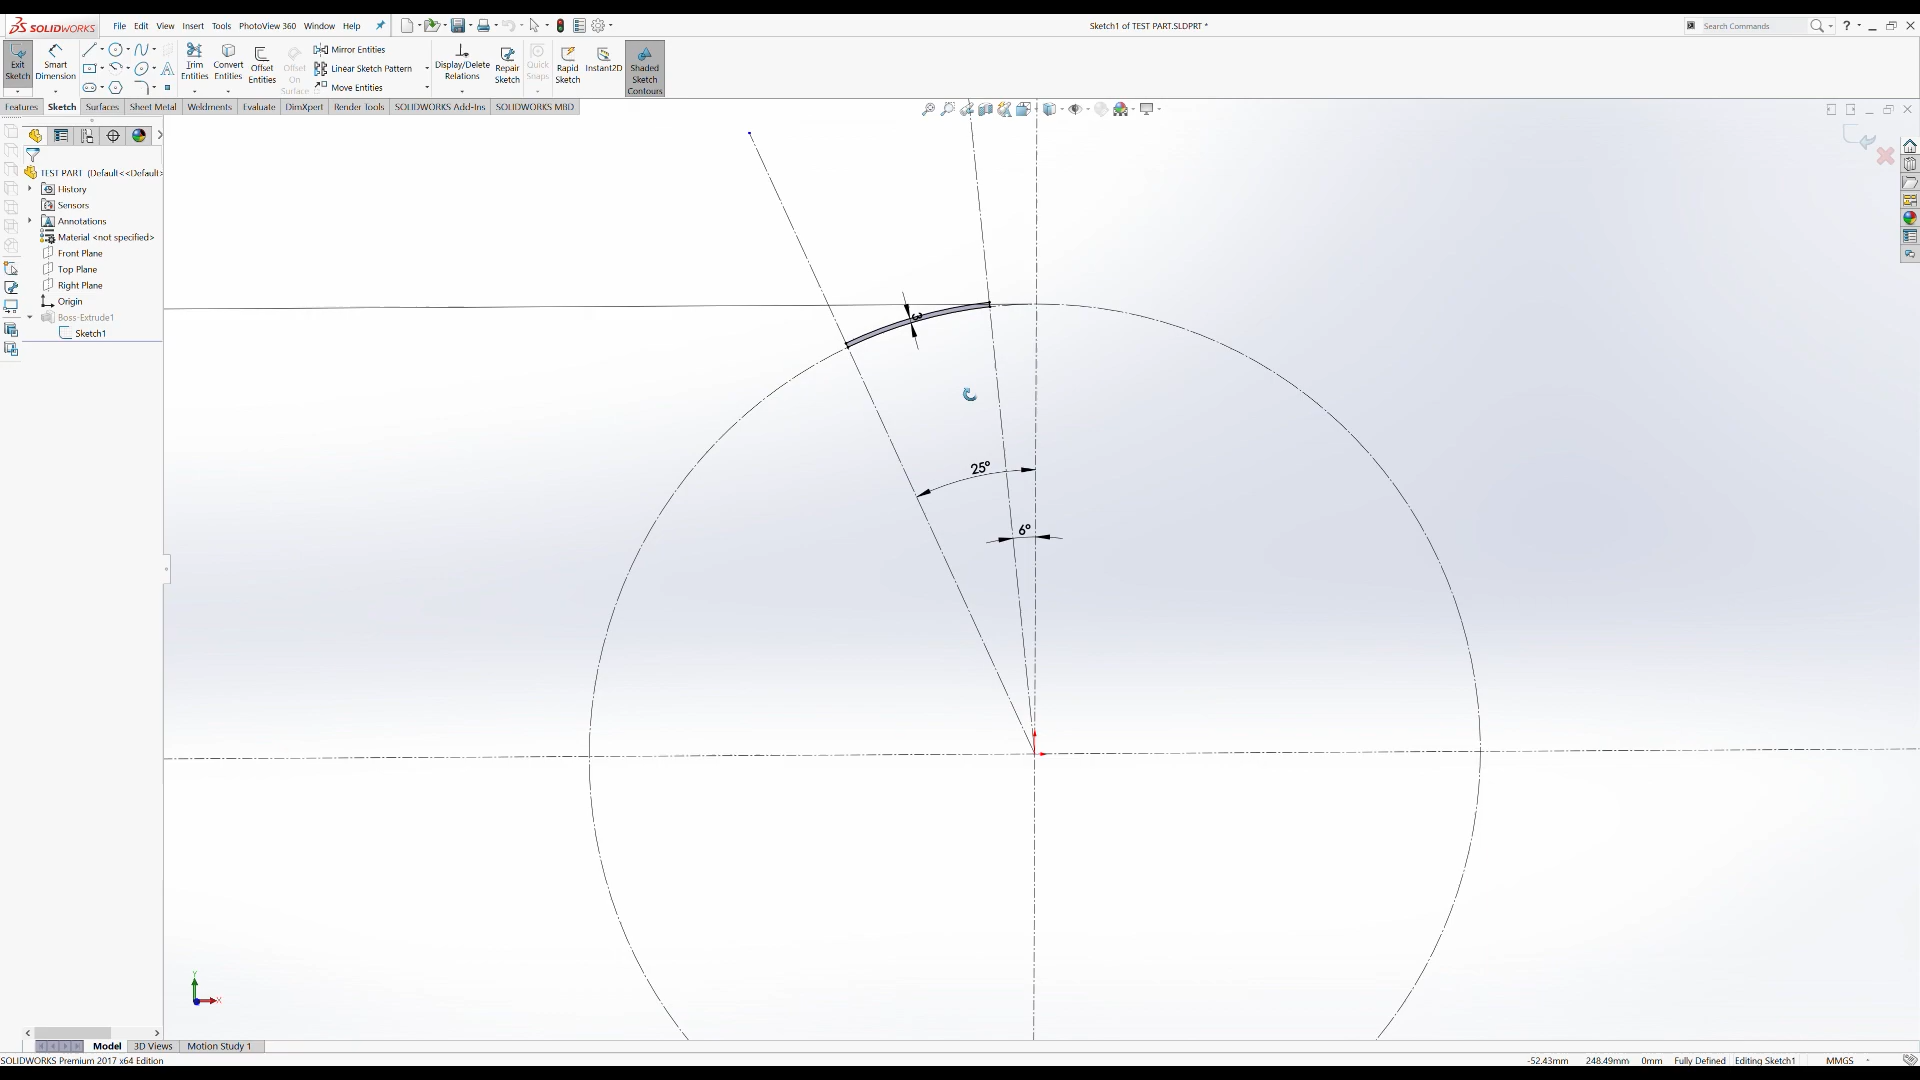 SOLIDWORKS File Edit View Insert Tools PhotoView 360 Window Help
Sketch1 of TEST PART.SLDPRT *
Search Commands
Exit Sketch
Smart Dimension
Trim Entities
Convert Entities
Offset Entities
Offset On Surface
Mirror Entities
Linear Sketch Pattern
Move Entities
Display/Delete Relations
Repair Sketch
Quick Snaps
Rapid Sketch
Instant2D
Shaded Sketch Contours
Features Sketch Surfaces Sheet Metal Weldments Evaluate DimXpert Render Tools SOLIDWORKS Add-Ins SOLIDWORKS MBD
TEST PART (Default<<Default>
History
Sensors
Annotations
Material <not specified>
Front Plane
Top Plane
Right Plane
Origin
Boss-Extrude1
Sketch1
3
25°
6°
Y
X
Model 3D Views Motion Study 1
SOLIDWORKS Premium 2017 x64 Edition
-52.43mm 248.49mm 0mm Fully Defined Editing Sketch1 MMGS